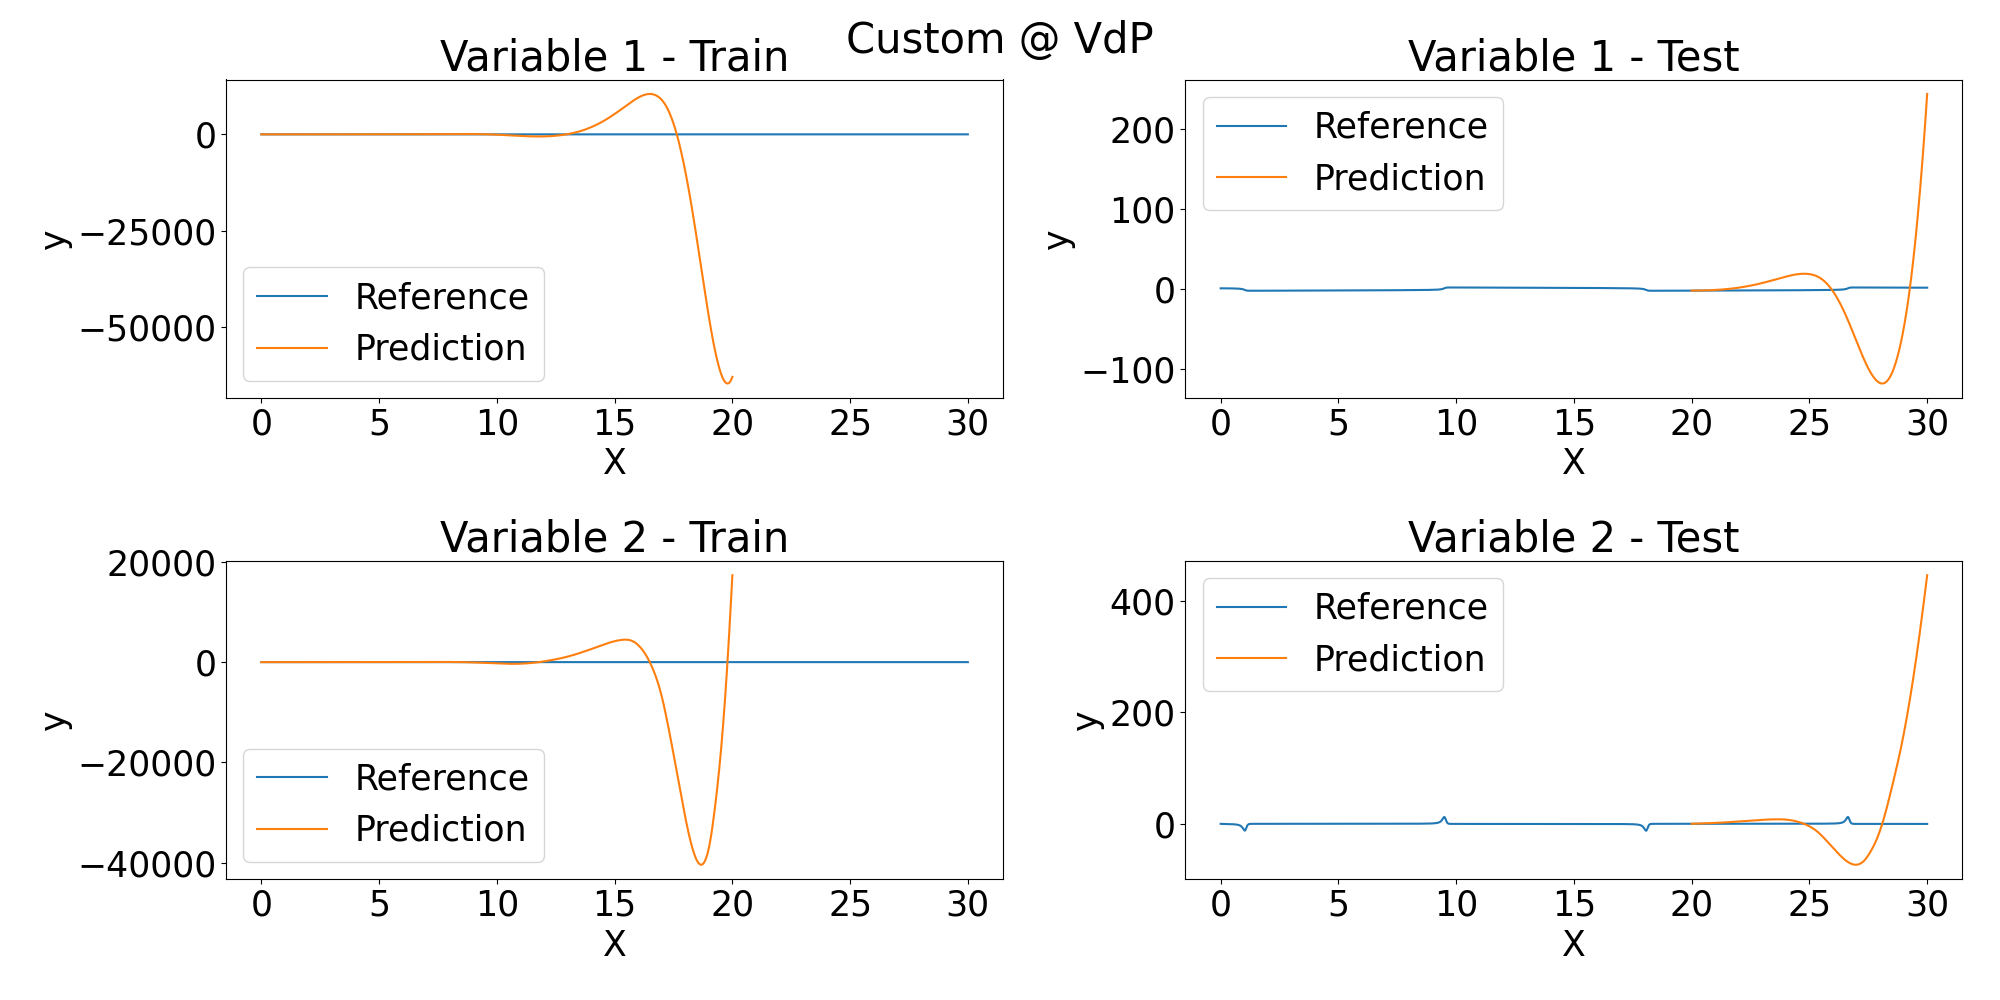 Custom @ VdP
Variable 1 - Train
0
−25000
−50000
y
Reference
Prediction
0 5 10 15 20 25 30
X
Variable 1 - Test
200
100
0
−100
y
Reference
Prediction
0 5 10 15 20 25 30
X
Variable 2 - Train
20000
0
−20000
−40000
y
Reference
Prediction
0 5 10 15 20 25 30
X
Variable 2 - Test
400
200
0
y
Reference
Prediction
0 5 10 15 20 25 30
X